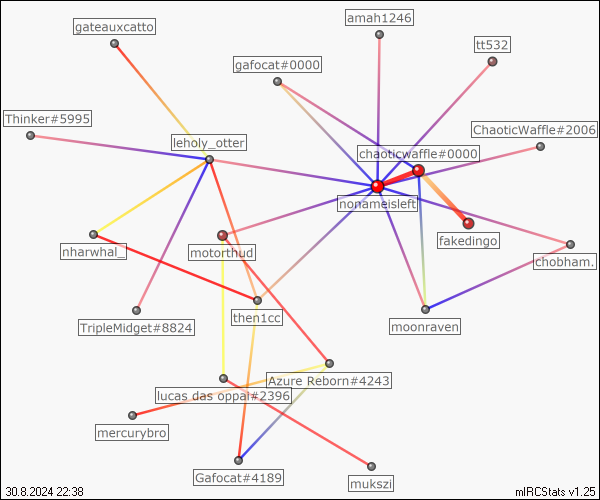 amah1246
gateauxcatto
tt532
gafocat#0000
Thinker#5995
ChaoticWaffle#2006
leholy_otter
chaoticwaffle#0000
nonameisleft
fakedingo
nharwhal_
motorthud
chobham.
then1cc
TripleMidget#8824
moonraven
Azure Reborn#4243
lucas das oppai#2396
mercurybro
Gafocat#4189
mukszi
30.8.2024 22:38
mIRCStats v1.25